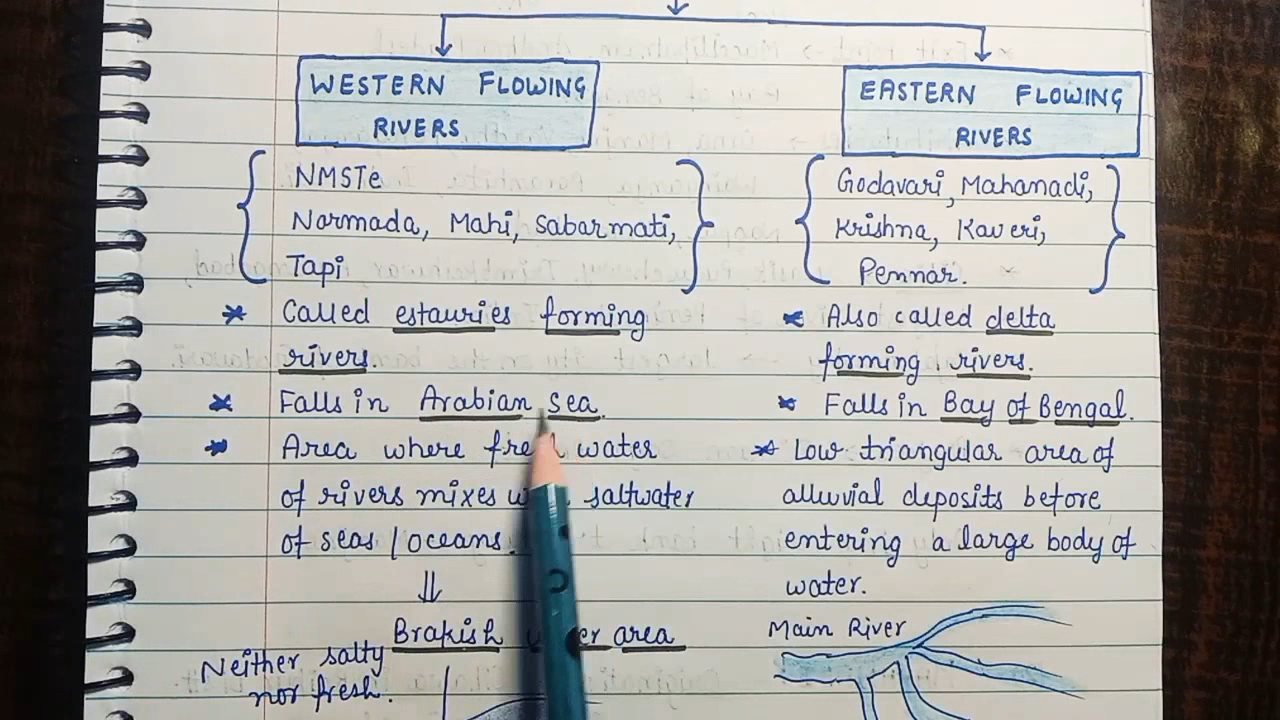 WESTERN FLOWING
RIVERS
NMSTe
Narmada, Mahi, Sabarmati,
Tapi
* Called estauries forming
rivers.
* Falls in Arabian sea.
* Area where fresh water
of rivers mixes saltwater
of seas/oceans.
Brakish area
Neither salty
nor fresh.
EASTERN FLOWING
RIVERS
Godavari, Mahanadi,
Krishna, Kaveri,
Pennar.
* Also called delta
forming rivers.
* Falls in Bay of Bengal.
* Low triangular area of
alluvial deposits before
entering a large body of
water.
Main River